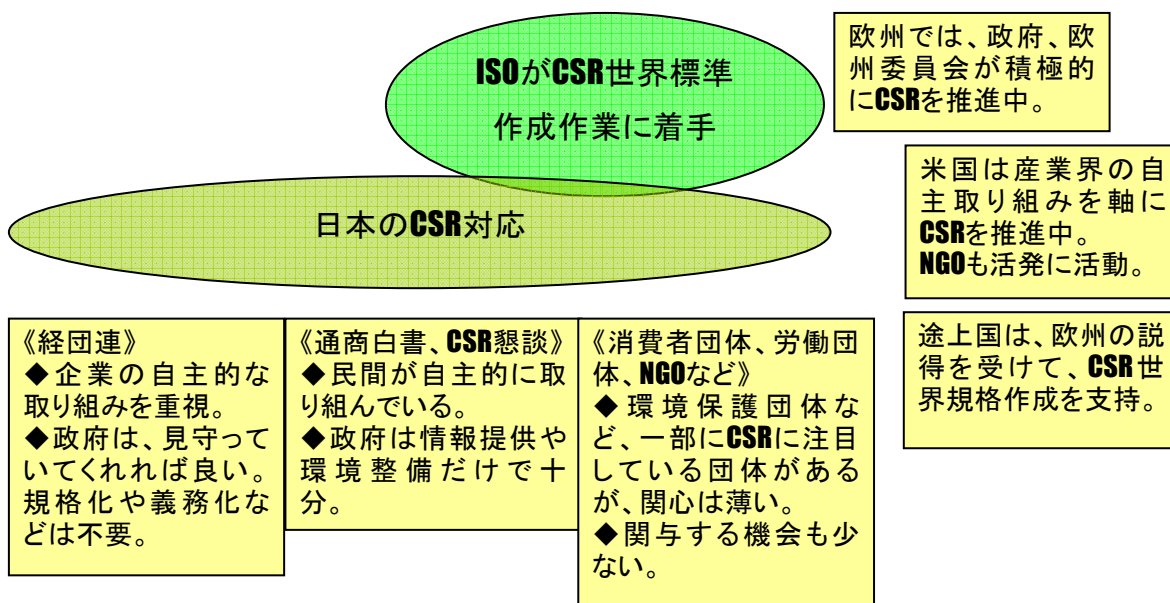 ISOがCSR世界標準
作成作業に着手
欧州では、政府、欧
州委員会が積極的
にCSRを推進中。
米国は産業界の自
主取り組みを軸に
CSRを推進中。
NGOも活発に活動。
日本のCSR対応
途上国は、欧州の説
得を受けて、CSR世
界規格作成を支持。
《経団連》
◆企業の自主的な
取り組みを重視。
◆政府は、見守って
いてくれれば良い。
規格化や義務化な
どは不要。
《通商白書、CSR懇談》
◆民間が自主的に取
り組んでいる。
◆政府は情報提供や
環境整備だけで十
分。
《消費者団体、労働団
体、NGOなど》
◆環境保護団体な
ど、一部にCSRに注目
している団体がある
が、関心は薄い。
◆関与する機会も少
ない。